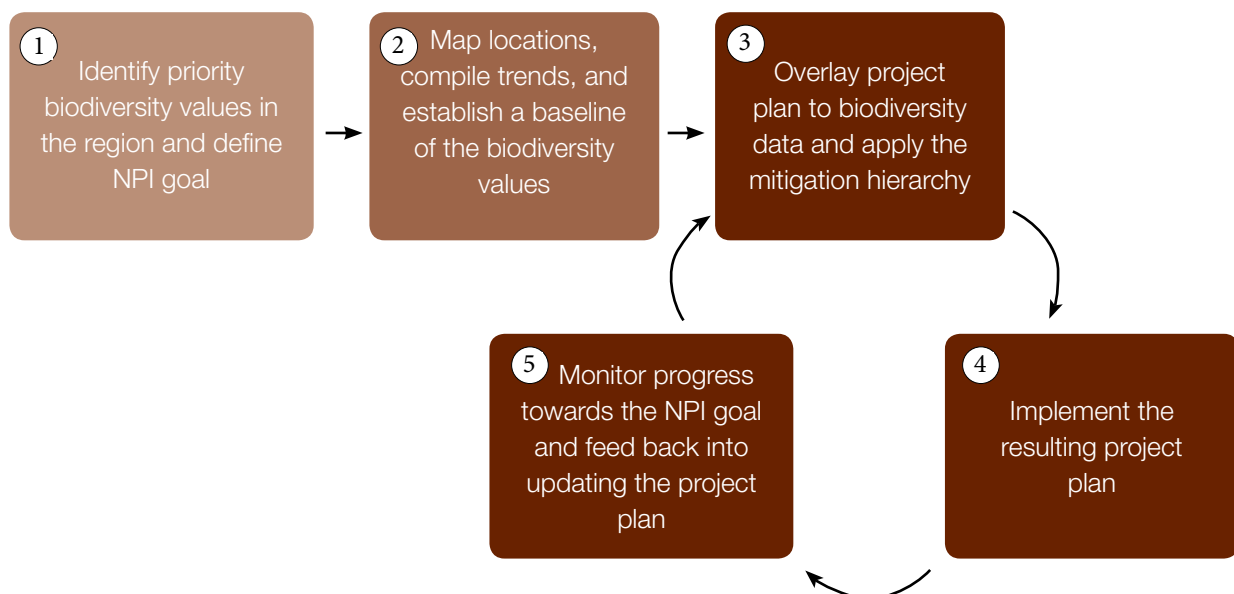 1
Identify priority
biodiversity values in
the region and define
NPI goal
2
Map locations,
compile trends, and
establish a baseline
of the biodiversity
values
3
Overlay project
plan to biodiversity
data and apply the
mitigation hierarchy
4
Implement the
resulting project
plan
5
Monitor progress
towards the NPI goal
and feed back into
updating the project
plan